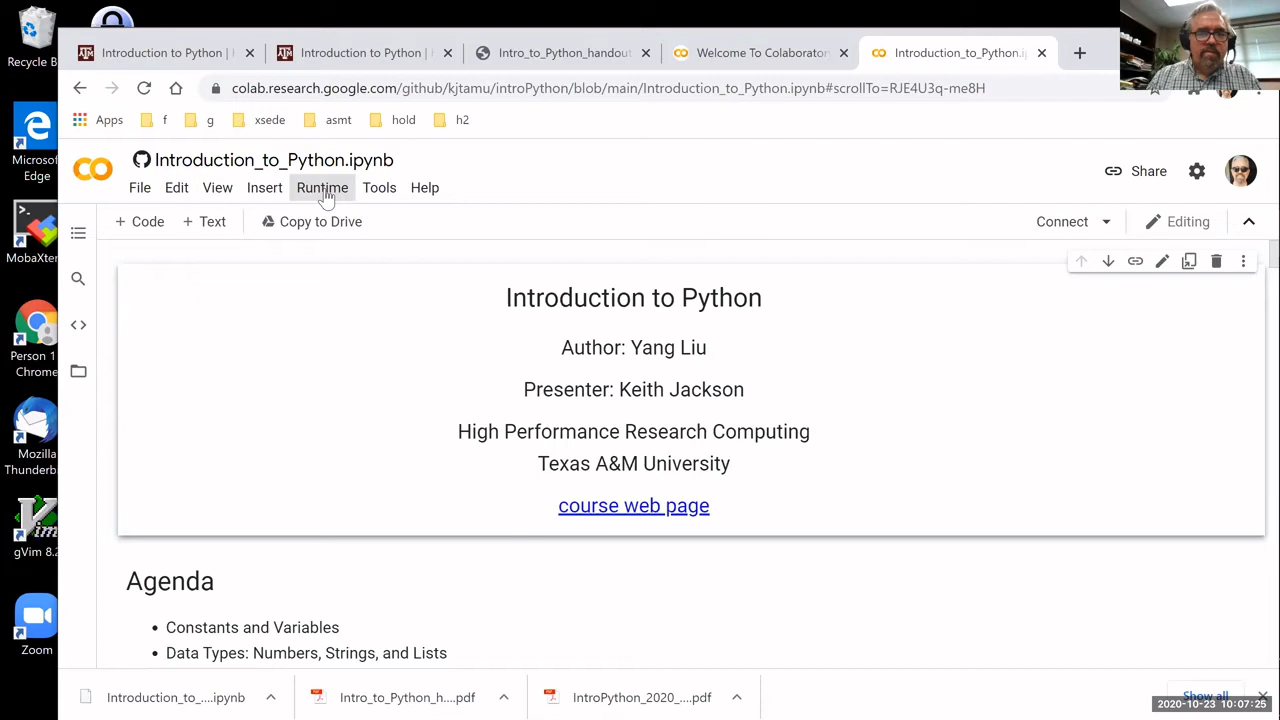 Recycle B
Introduction to Python |
Introduction to Python
Intro_to_Python_handout
Welcome To Colaborator
Introduction_to_Python.i
colab.research.google.com/github/kjtamu/introPython/blob/main/Introduction_to_Python.ipynb#scrollTo=RJE4U3q-me8H
Apps
f
g
xsede
asmt
hold
h2
Microsof
Edge
Introduction_to_Python.ipynb
Share
File
Edit
View
Insert
Runtime
Tools
Help
+ Code
+ Text
Copy to Drive
Connect
Editing
MobaXter
Introduction to Python
Author: Yang Liu
Presenter: Keith Jackson
High Performance Research Computing
Texas A&M University
course web page
Person 1
Chrome
Mozilla
Thunderbi
gVim 8.2
Zoom
Agenda
• Constants and Variables
• Data Types: Numbers, Strings, and Lists
Introduction_to_....ipynb
Intro_to_Python_h....pdf
IntroPython_2020_....pdf
Show all
2020-10-23 10:07:25